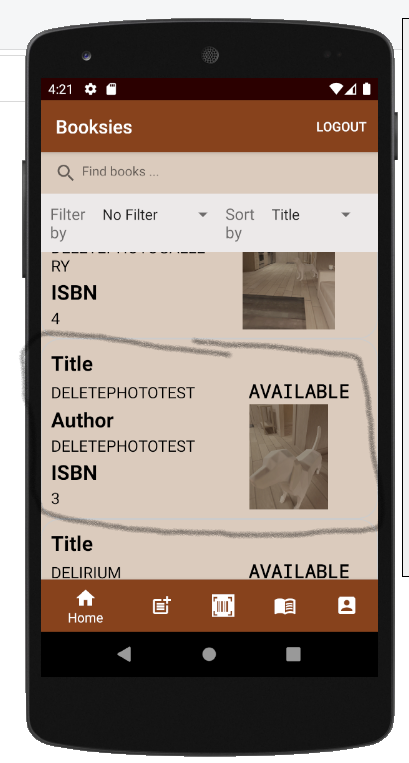 4:21
Booksies LOGOUT
Find books ...
Filter by No Filter Sort by Title
RY
ISBN
4
Title
DELETEPHOTOTEST AVAILABLE
Author
DELETEPHOTOTEST
ISBN
3
Title
DELIRIUM AVAILABLE
Home